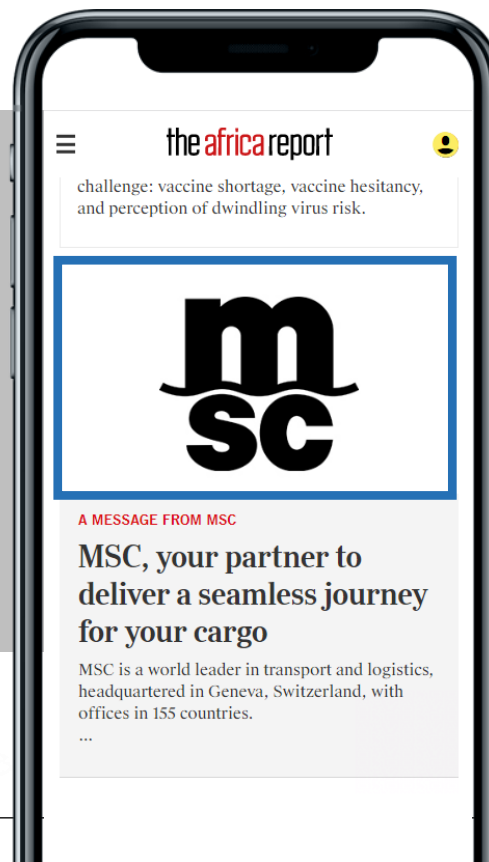 the africa report
challenge: vaccine shortage, vaccine hesitancy,
and perception of dwindling virus risk.
m
sc
A MESSAGE FROM MSC
MSC, your partner to
deliver a seamless journey
for your cargo
MSC is a world leader in transport and logistics,
headquartered in Geneva, Switzerland, with
offices in 155 countries.
...